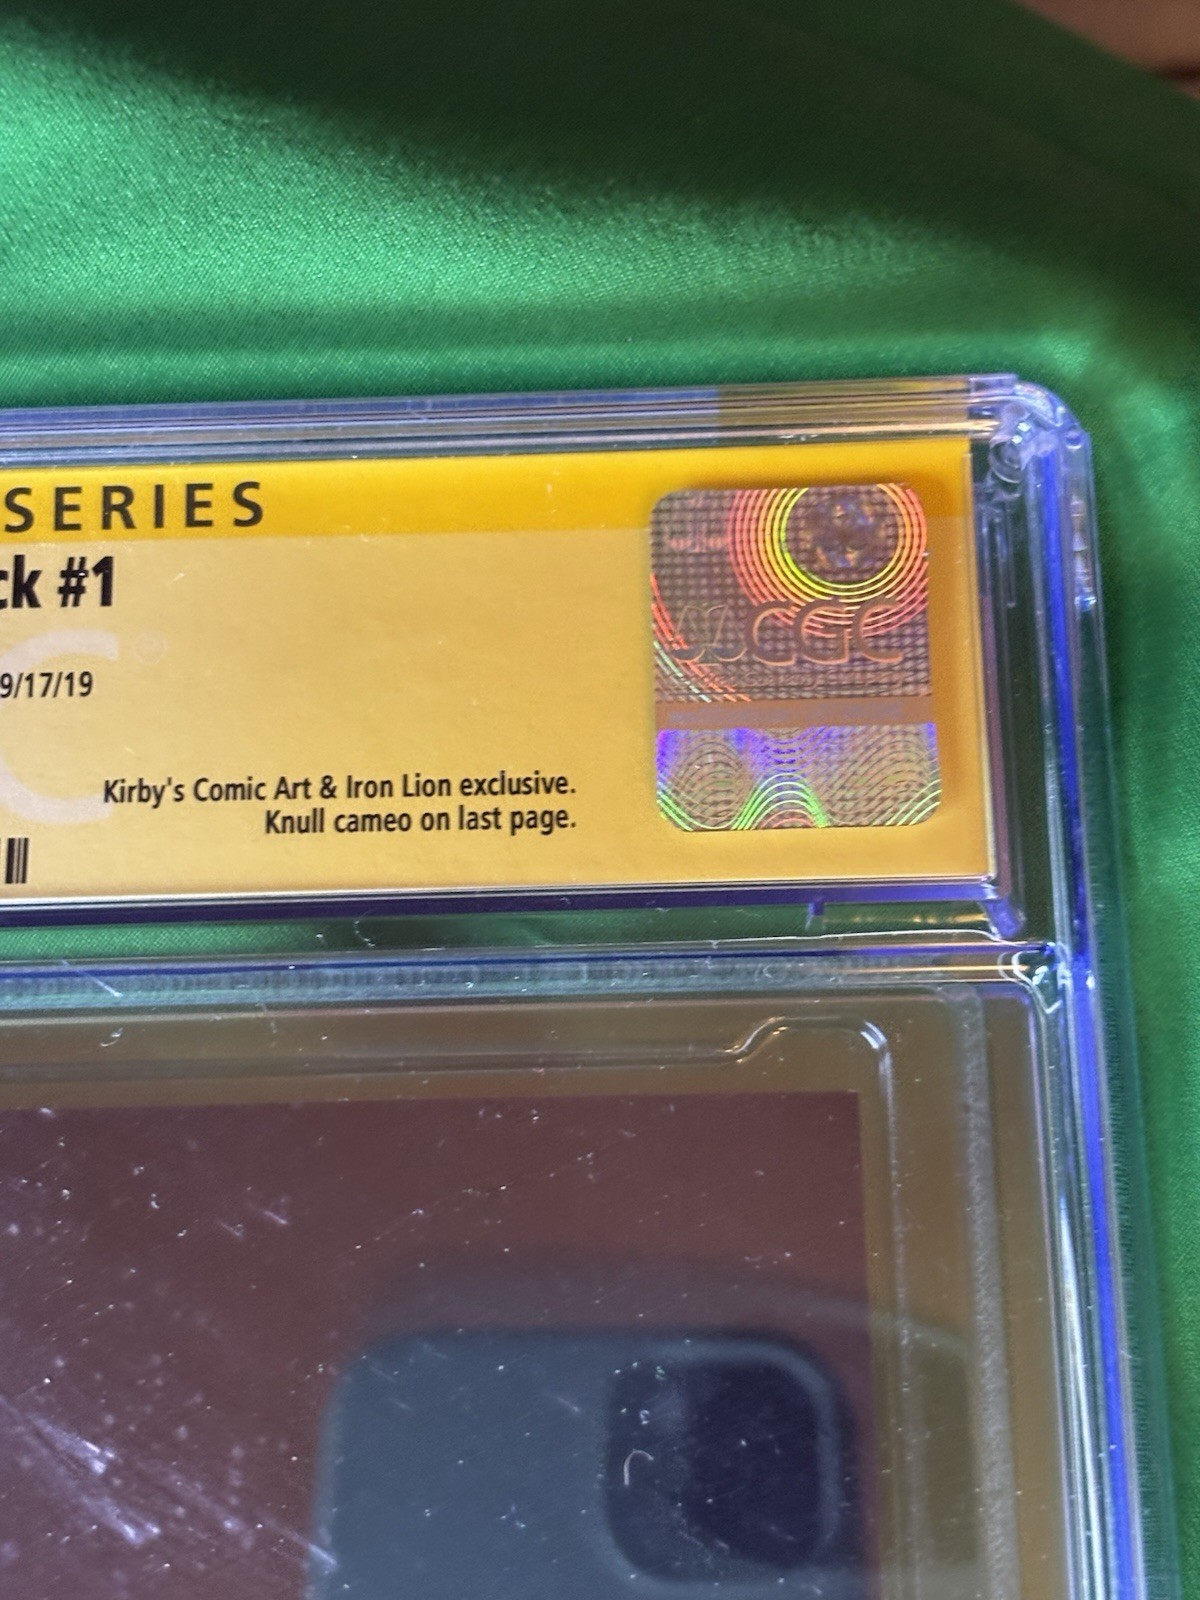 SERIES
ck #1
9/17/19
CGC
Kirby's Comic Art & Iron Lion exclusive.
Knull cameo on last page.